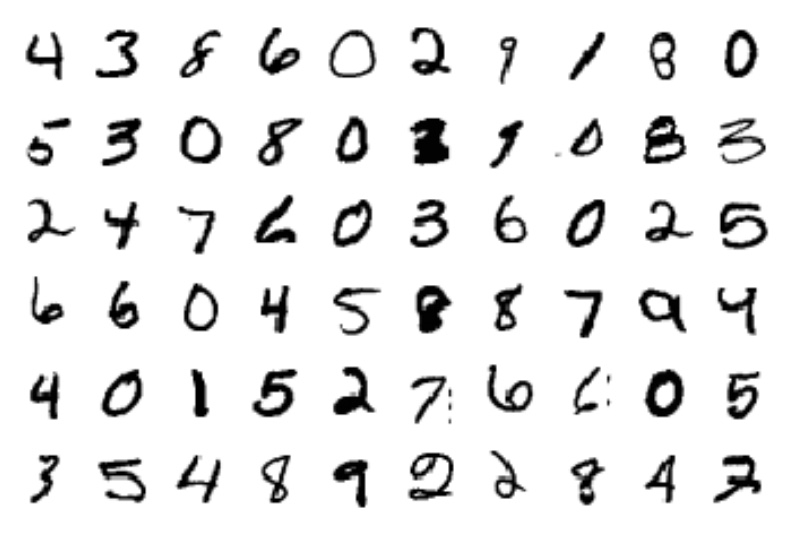 4 3 8 6 0 2 9 1 8 0
5 3 0 8 0 3 9 0 8 3
2 4 7 6 0 3 6 0 2 5
6 6 0 4 5 8 8 7 9 4
4 0 1 5 2 7 6 6 0 5
3 5 4 8 9 2 2 8 4